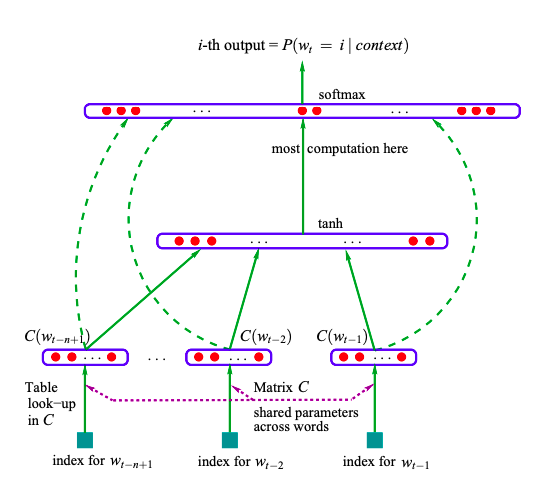 i-th output = P(w_t = i | context)
softmax
. . . . . .
most computation here
tanh
. . . . . .
C(w_{t−n+1}) C(w_{t−2}) C(w_{t−1})
. . . . . . . . . . . .
Table
look−up
in C
Matrix C
shared parameters
across words
index for w_{t−n+1} index for w_{t−2} index for w_{t−1}